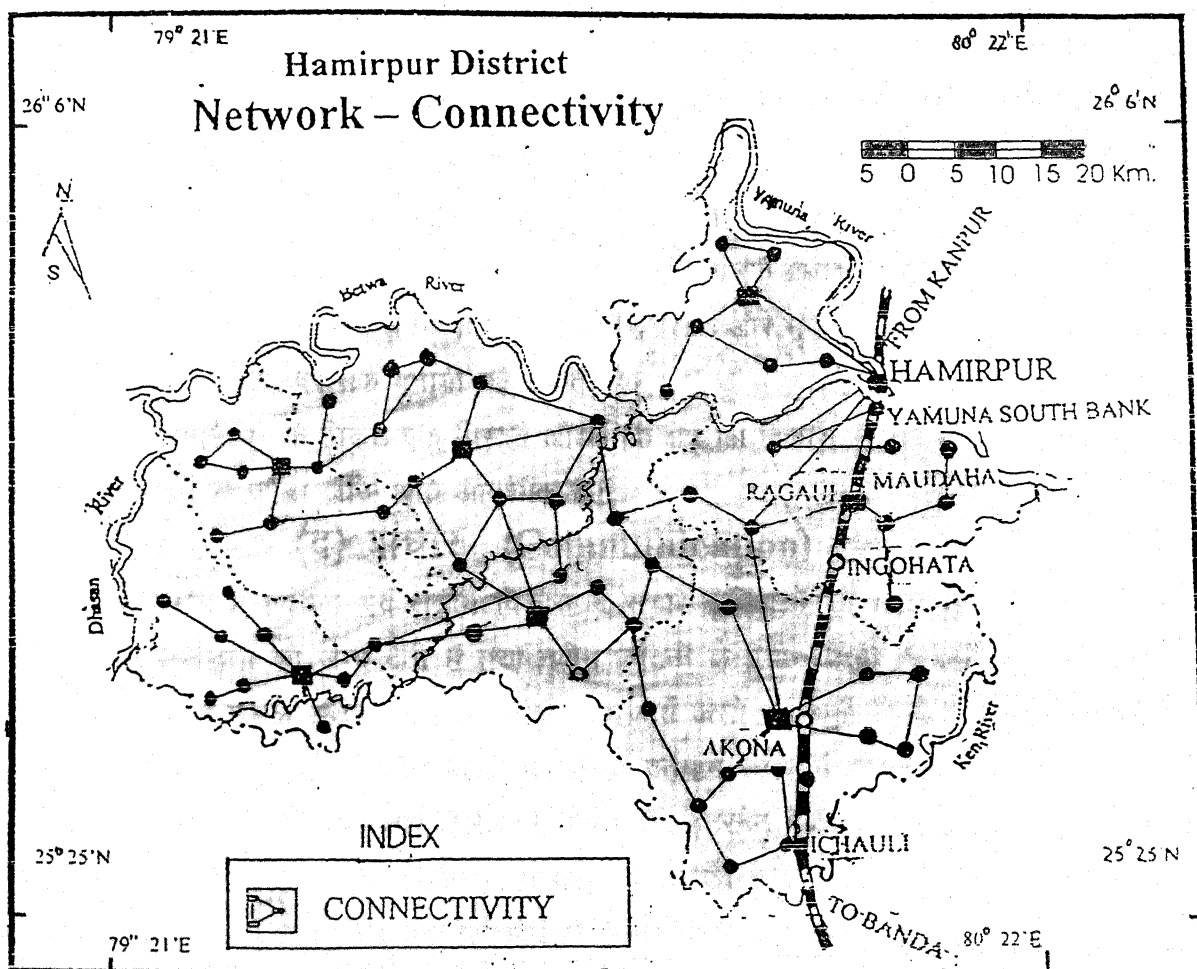 79° 21'E
80° 22'E
Hamirpur District
Network – Connectivity
26° 6'N
26° 6'N
5 0 5 10 15 20 Km.
N
S
Yamuna River
FROM KANPUR
Betwa River
HAMIRPUR
YAMUNA SOUTH BANK
RAGAUL
MAUDAHA
INGOHATA
Dhasan River
AKONA
Ken River
ICHAULI
INDEX
CONNECTIVITY
25° 25'N
25° 25N
TO BANDA
79" 21'E
80° 22'E